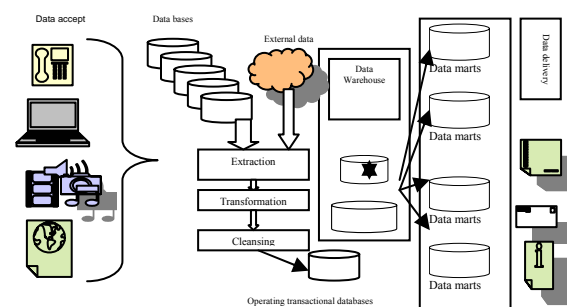 Data accept
Data bases
External data
Data
Warehouse
Data delivery
Data marts
Data marts
Data marts
Data marts
Extraction
Transformation
Cleansing
Operating transactional databases